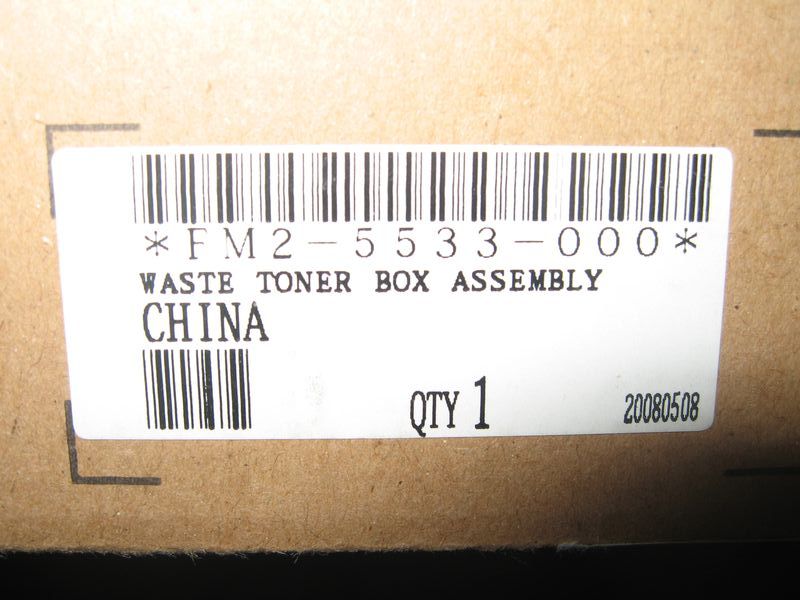 *FM2-5533-000*
WASTE TONER BOX ASSEMBLY
CHINA
QTY 1
20080508